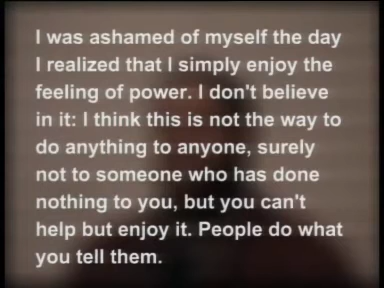 I was ashamed of myself the day
I realized that I simply enjoy the
feeling of power. I don't believe
in it: I think this is not the way to
do anything to anyone, surely
not to someone who has done
nothing to you, but you can't
help but enjoy it. People do what
you tell them.